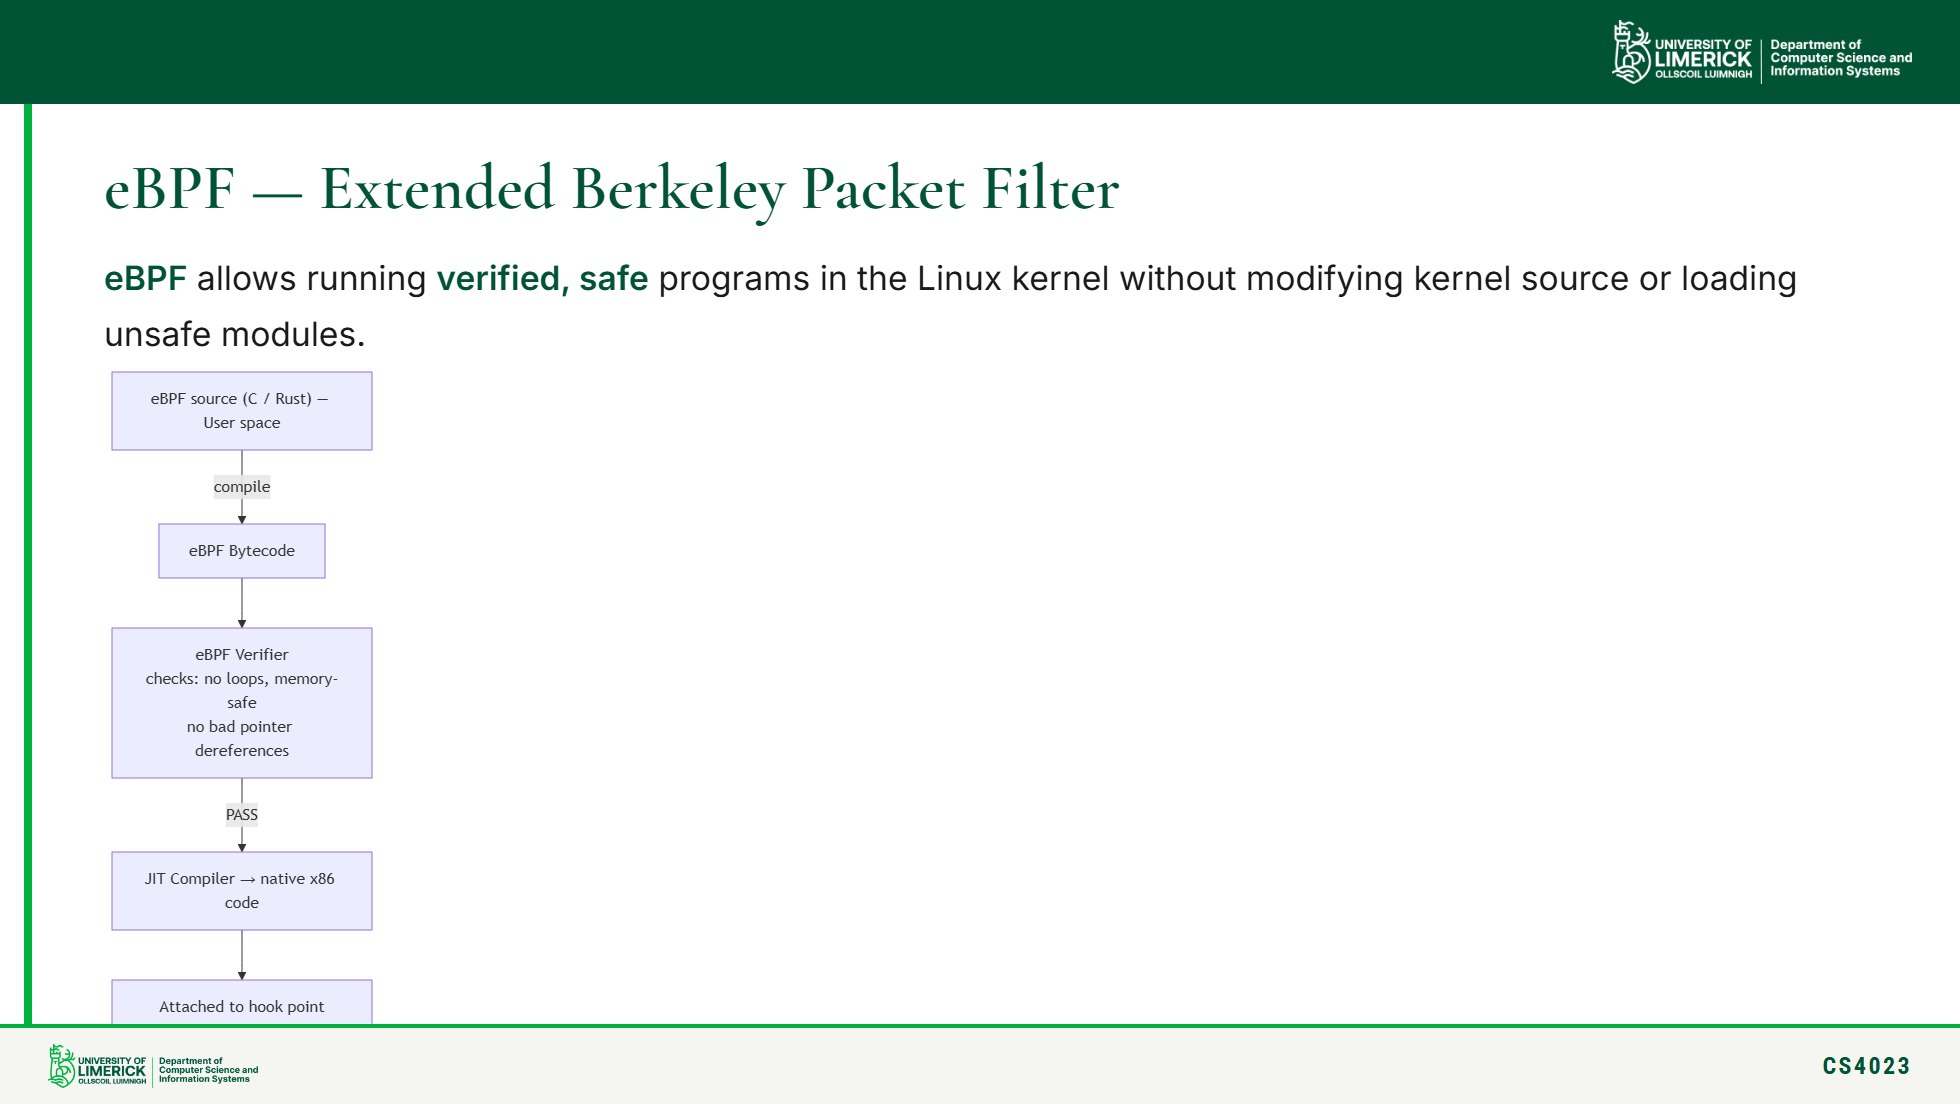 UNIVERSITY OF
LIMERICK
OLLSCOIL LUIMNIGH
Department of
Computer Science and
Information Systems
eBPF — Extended Berkeley Packet Filter
eBPF allows running verified, safe programs in the Linux kernel without modifying kernel source or loading
unsafe modules.
eBPF source (C / Rust) —
User space
compile
eBPF Bytecode
eBPF Verifier
checks: no loops, memory-
safe
no bad pointer
dereferences
PASS
JIT Compiler → native x86
code
Attached to hook point
UNIVERSITY OF
LIMERICK
OLLSCOIL LUIMNIGH
Department of
Computer Science and
Information Systems
CS4023